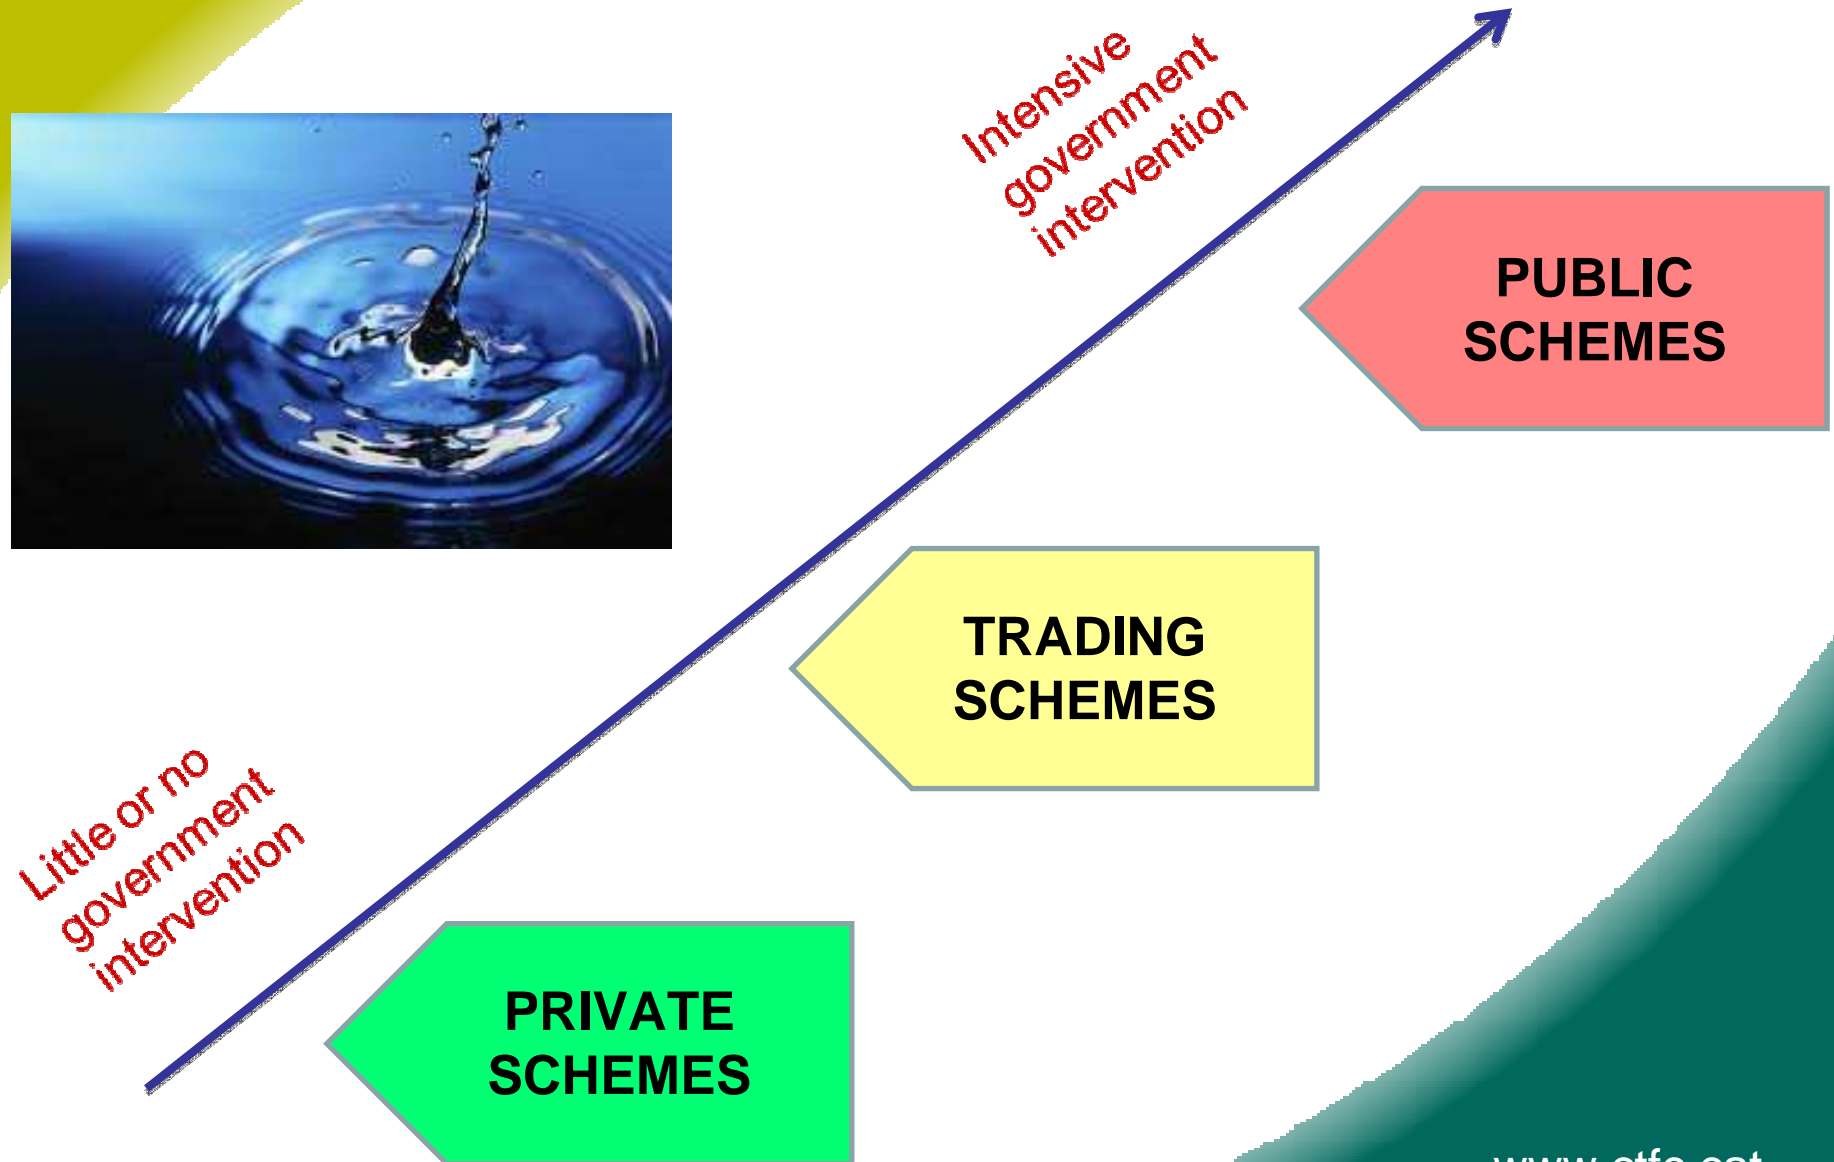 Intensive
government
intervention
PUBLIC
SCHEMES
TRADING
SCHEMES
Little or no
government
intervention
PRIVATE
SCHEMES